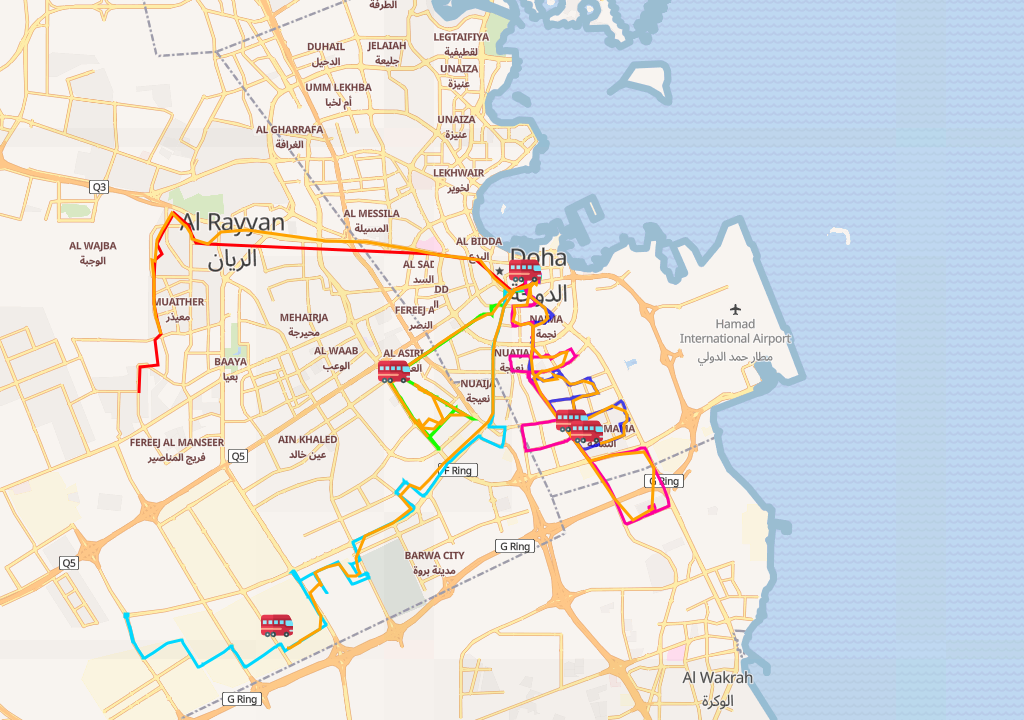 الطرفة
LEGTAIFIYA
لقطيفية
DUHAIL
الدحيل
JELAIAH
جليعة
UNAIZA
عنيزة
UMM LEKHBA
أم لخبا
UNAIZA
عنيزة
AL GHARRAFA
الغرافة
LEKHWAIR
لخوير
Q3
AL MESSILA
المسيلة
Al Rayyan
الريان
AL WAJBA
الوجبة
AL BIDDA
البدع
Doha
الدوحة
AL SAD
السد
DD
ال
MUAITHER
معيذر
FEREEJ A
النصر
MEHAIRJA
محيرجة
NAJMA
نجمة
Hamad
International Airport
مطار حمد الدولي
AL WAAB
الوعب
AL ASIRI
NUAIJA
نعيجة
BAAYA
بعيا
NUAIJA
نعيجة
MAMA
FEREEJ AL MANSEER
فريج المناصير
AIN KHALED
عين خالد
Q5
F Ring
G Ring
G Ring
BARWA CITY
مدينة بروة
Q5
Al Wakrah
الوكرة
G Ring